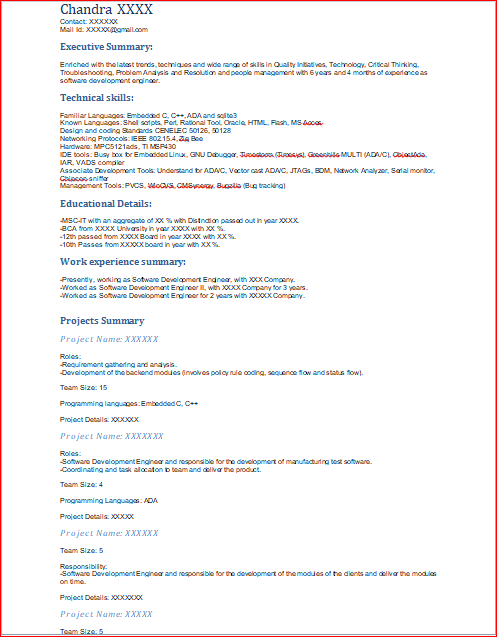 Chandra XXXX
Contact: XXXXXX
Mail Id: XXXXX@gmail.com
Executive Summary:
Enriched with the latest trends, techniques and wide range of skills in Quality Initiatives, Technology, Critical Thinking,
Troubleshooting, Problem Analysis and Resolution and people management with 6 years and 4 months of experience as
software development engineer.
Technical skills:
Familiar Languages: Embedded C, C++, ADA and sqlite3
Known Languages: Shell scripts, Perl, Rational Tool, Oracle, HTML, Flash, MS Acces.
Design and coding Standards CENELEC 50126, 50128
Networking Protocols: IEEE 802.15.4, Zig Bee
Hardware: MPC5121ads, TI MSP430
IDE tools: Busy box for Embedded Linux, GNU Debugger, Timestorm (Timesys), Greenhills MULTI (ADA/C), ObjectAda,
IAR, VADS compiler
Associate Development Tools: Understand for ADA/C, Vector cast ADA/C, JTAGs, BDM, Network Analyzer, Serial monitor,
Chipcon sniffer
Management Tools: PVCS, WinCVS, CMSynergy, Bugzilla (Bug tracking)
Educational Details:
-MSC-IT with an aggregate of XX % with Distinction passed out in year XXXX.
-BCA from XXXX University in year XXXX with XX %.
-12th passed from XXXX Board in year XXXX with XX %.
-10th Passes from XXXXX board in year with XX %.
Work experience summary:
-Presently, working as Software Development Engineer, with XXX Company.
-Worked as Software Development Engineer II, with XXXX Company for 3 years.
-Worked as Software Development Engineer for 2 years with XXXXX Company.
Projects Summary
Project Name: XXXXXX
Roles:
-Requirement gathering and analysis.
-Development of the backend modules (involves policy rule coding, sequence flow and status flow).
Team Size: 15
Programming languages: Embedded C, C++
Project Details: XXXXXX
Project Name: XXXXXXX
Roles:
-Software Development Engineer and responsible for the development of manufacturing test software.
-Coordinating and task allocation to team and deliver the product.
Team Size: 4
Programming Languages: ADA
Project Details: XXXXX
Project Name: XXXXXX
Team Size: 5
Responsibility:
-Software Development Engineer and responsible for the development of the modules of the clients and deliver the modules
on time.
Project Details: XXXXXXX
Project Name: XXXXX
Team Size: 5